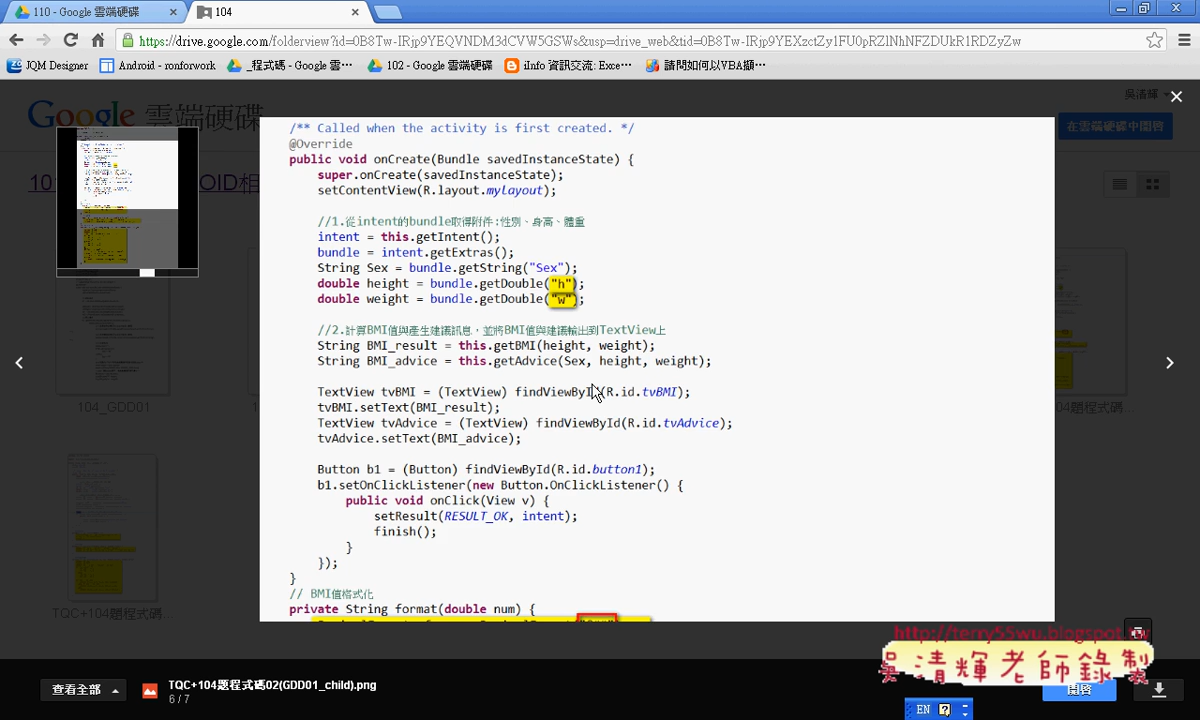 110 - Google 雲端硬碟
104
https://drive.google.com/folderview?id=0B8Tw-IRjp9YEQVNDM3dCVW5GSWs&usp=drive_web&tid=0B8Tw-IRjp9YEXzctZy1FU0pRZlNhNFZDUkR1RDZyZw
JQM Designer
Android - ronforwork
_程式碼 - Google 雲…
102 - Google 雲端硬碟
iInfo 資訊交流: Exce…
請問如何以VBA擷…
吳清輝
Google 雲端硬碟
在雲端硬碟中開啟
/** Called when the activity is first created. */
@Override
public void onCreate(Bundle savedInstanceState) {
super.onCreate(savedInstanceState);
setContentView(R.layout.mylayout);
//1.從intent的bundle取得附件:性別、身高、體重
intent = this.getIntent();
bundle = intent.getExtras();
String Sex = bundle.getString("Sex");
double height = bundle.getDouble("h");
double weight = bundle.getDouble("w");
//2.計算BMI值與產生建議訊息，並將BMI值與建議輸出到TextView上
String BMI_result = this.getBMI(height, weight);
String BMI_advice = this.getAdvice(Sex, height, weight);
TextView tvBMI = (TextView) findViewById(R.id.tvBMI);
tvBMI.setText(BMI_result);
TextView tvAdvice = (TextView) findViewById(R.id.tvAdvice);
tvAdvice.setText(BMI_advice);
Button b1 = (Button) findViewById(R.id.button1);
b1.setOnClickListener(new Button.OnClickListener() {
public void onClick(View v) {
setResult(RESULT_OK, intent);
finish();
}
});
}
// BMI值格式化
private String format(double num) {
104_GDD01
TQC+104題程式碼...
04題程式碼...
http://terry55wu.blogspot.tw
吳清輝老師錄製
查看全部
TQC+104題程式碼02(GDD01_child).png
6 / 7
開啟
EN